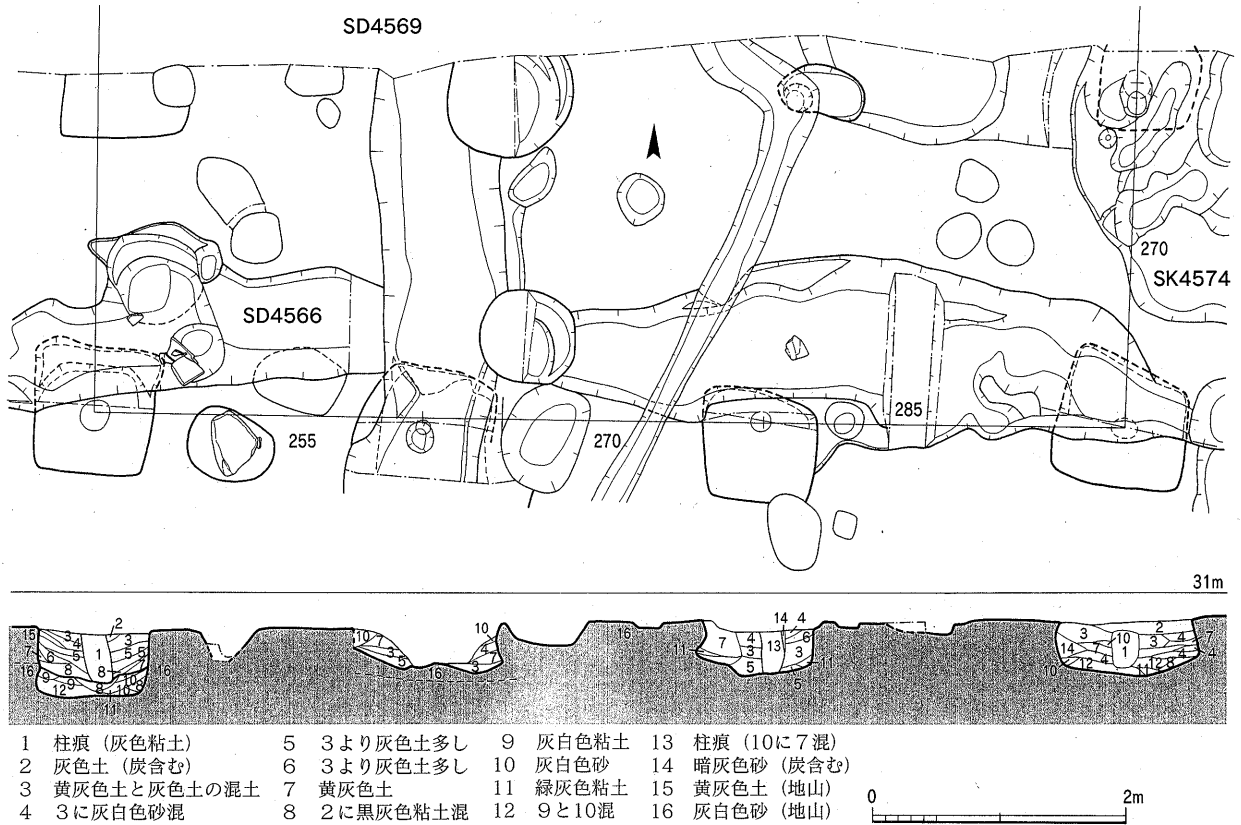 SD4569
270
SK4574
SD4566
285
255
270
31m
15 3 2 4 7 5 1 3 5 5 6 8 7 16 9 9 8 10 9 12 11 16
10 7 3 5 16 4 3 10
16 11 7 4 3 5 14 13 4 6 3 11 5
3 14 7 10 12 4 10 1 2 3 4 11 12 8 7 4
1 柱痕（灰色粘土）
2 灰色土（炭含む）
3 黄灰色土と灰色土の混土
4 3に灰白色砂混
5 3より灰色土多し
6 3より灰色土多し
7 黄灰色土
8 2に黒灰色粘土混
9 灰白色粘土
10 灰白色砂
11 緑灰色粘土
12 9と10混
13 柱痕（10に7混）
14 暗灰色砂（炭含む）
15 黄灰色土（地山）
16 灰白色砂（地山）
0 2m